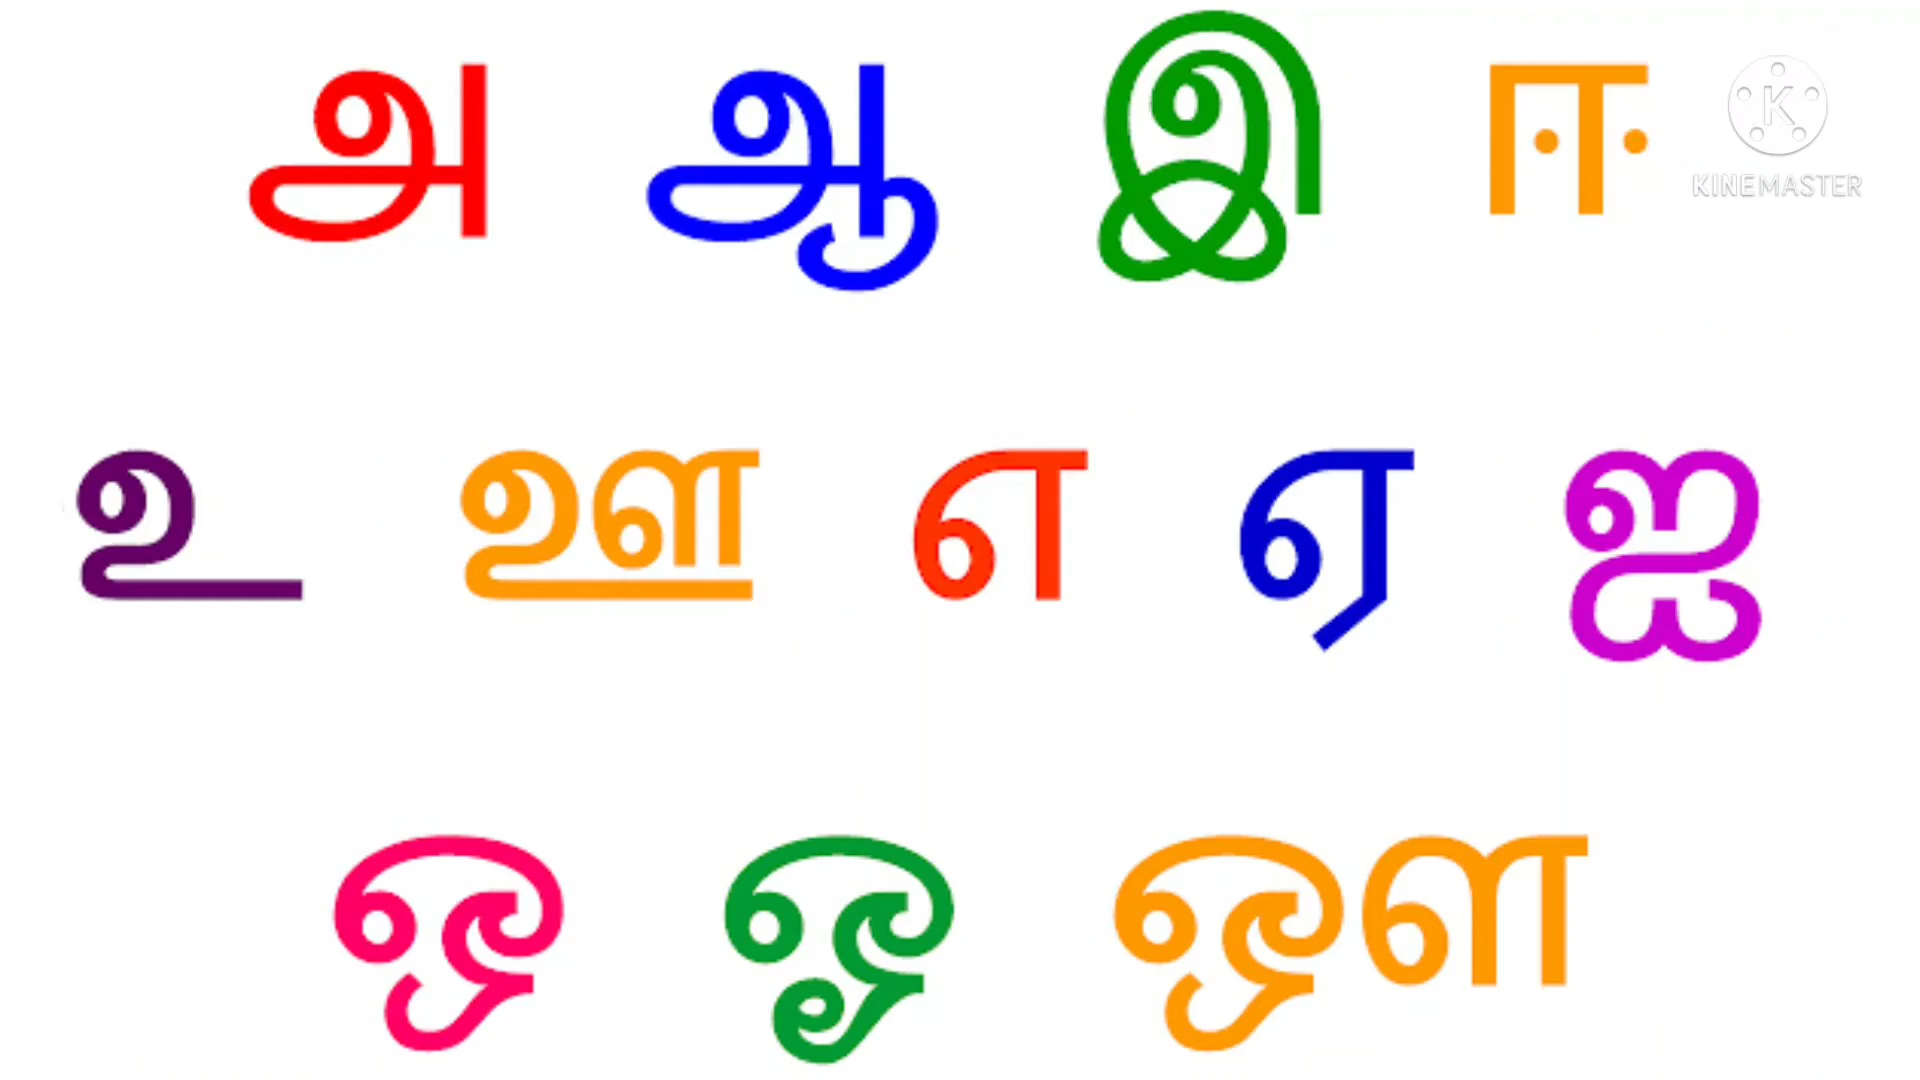 அ ஆ இ ஈ
K
KINEMASTER
உ ஊ எ ஏ ஐ
ஒ ஓ ஔ